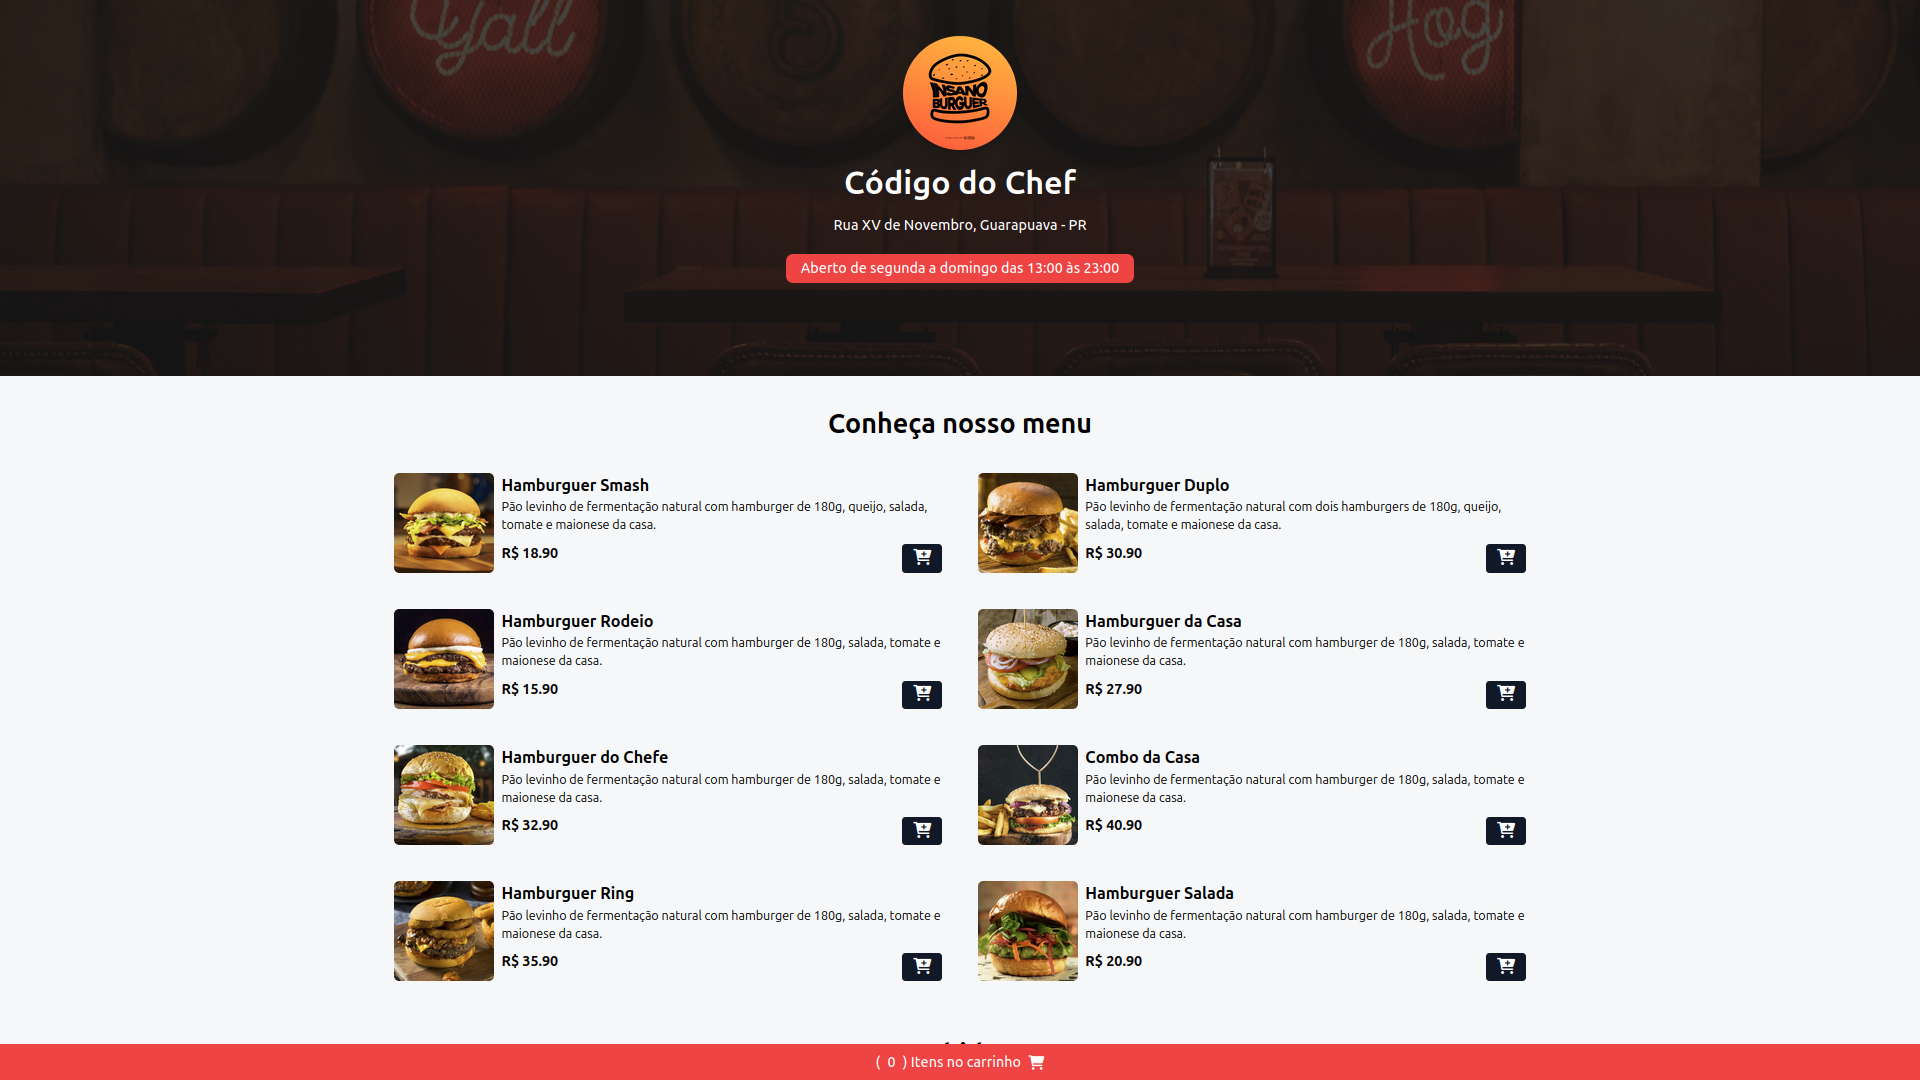 Yall
Hog
INSANO
BURGUER
Código do Chef
Rua XV de Novembro, Guarapuava - PR
Aberto de segunda a domingo das 13:00 às 23:00
Conheça nosso menu
Hamburguer Smash
Pão levinho de fermentação natural com hamburger de 180g, queijo, salada,
tomate e maionese da casa.
R$ 18.90
Hamburguer Duplo
Pão levinho de fermentação natural com dois hamburgers de 180g, queijo,
salada, tomate e maionese da casa.
R$ 30.90
Hamburguer Rodeio
Pão levinho de fermentação natural com hamburger de 180g, salada, tomate e
maionese da casa.
R$ 15.90
Hamburguer da Casa
Pão levinho de fermentação natural com hamburger de 180g, salada, tomate e
maionese da casa.
R$ 27.90
Hamburguer do Chefe
Pão levinho de fermentação natural com hamburger de 180g, salada, tomate e
maionese da casa.
R$ 32.90
Combo da Casa
Pão levinho de fermentação natural com hamburger de 180g, salada, tomate e
maionese da casa.
R$ 40.90
Hamburguer Ring
Pão levinho de fermentação natural com hamburger de 180g, salada, tomate e
maionese da casa.
R$ 35.90
Hamburguer Salada
Pão levinho de fermentação natural com hamburger de 180g, salada, tomate e
maionese da casa.
R$ 20.90
( 0 ) Itens no carrinho